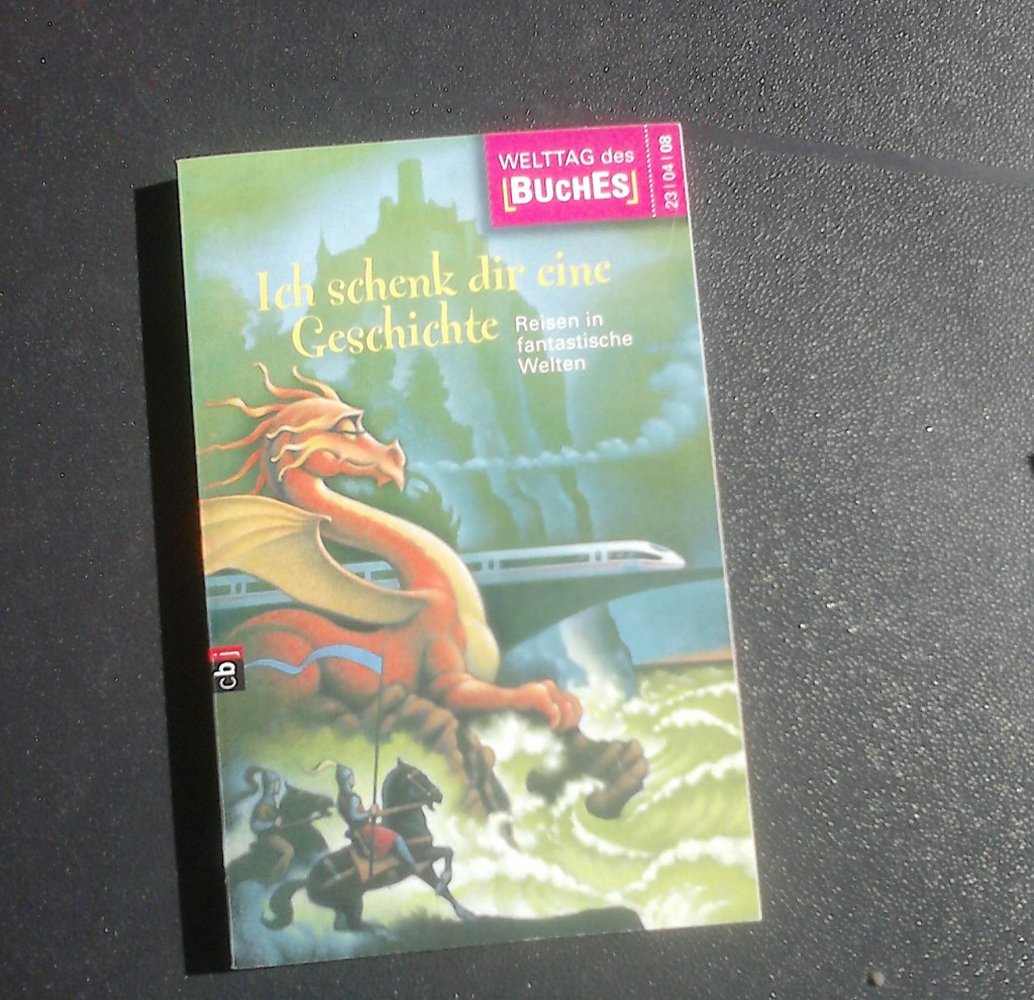 WELTTAG des
[BUCHES]
23 | 04 | 08
Ich schenk dir eine
Geschichte
Reisen in
fantastische
Welten
cbj